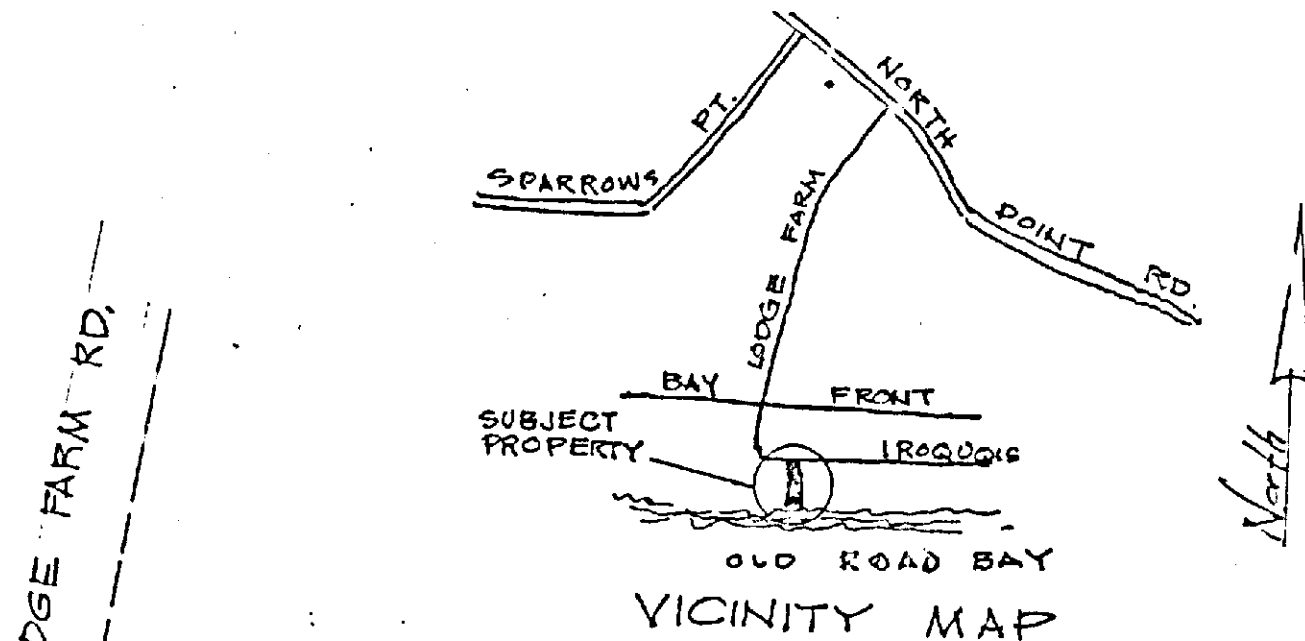 NORTH
POINT
RD.
SPARROWS
PT.
LODGE FARM
BAY FRONT
SUBJECT
PROPERTY
IROQUOIS
OLD ROAD BAY
VICINITY MAP
North
DGE FARM RD.